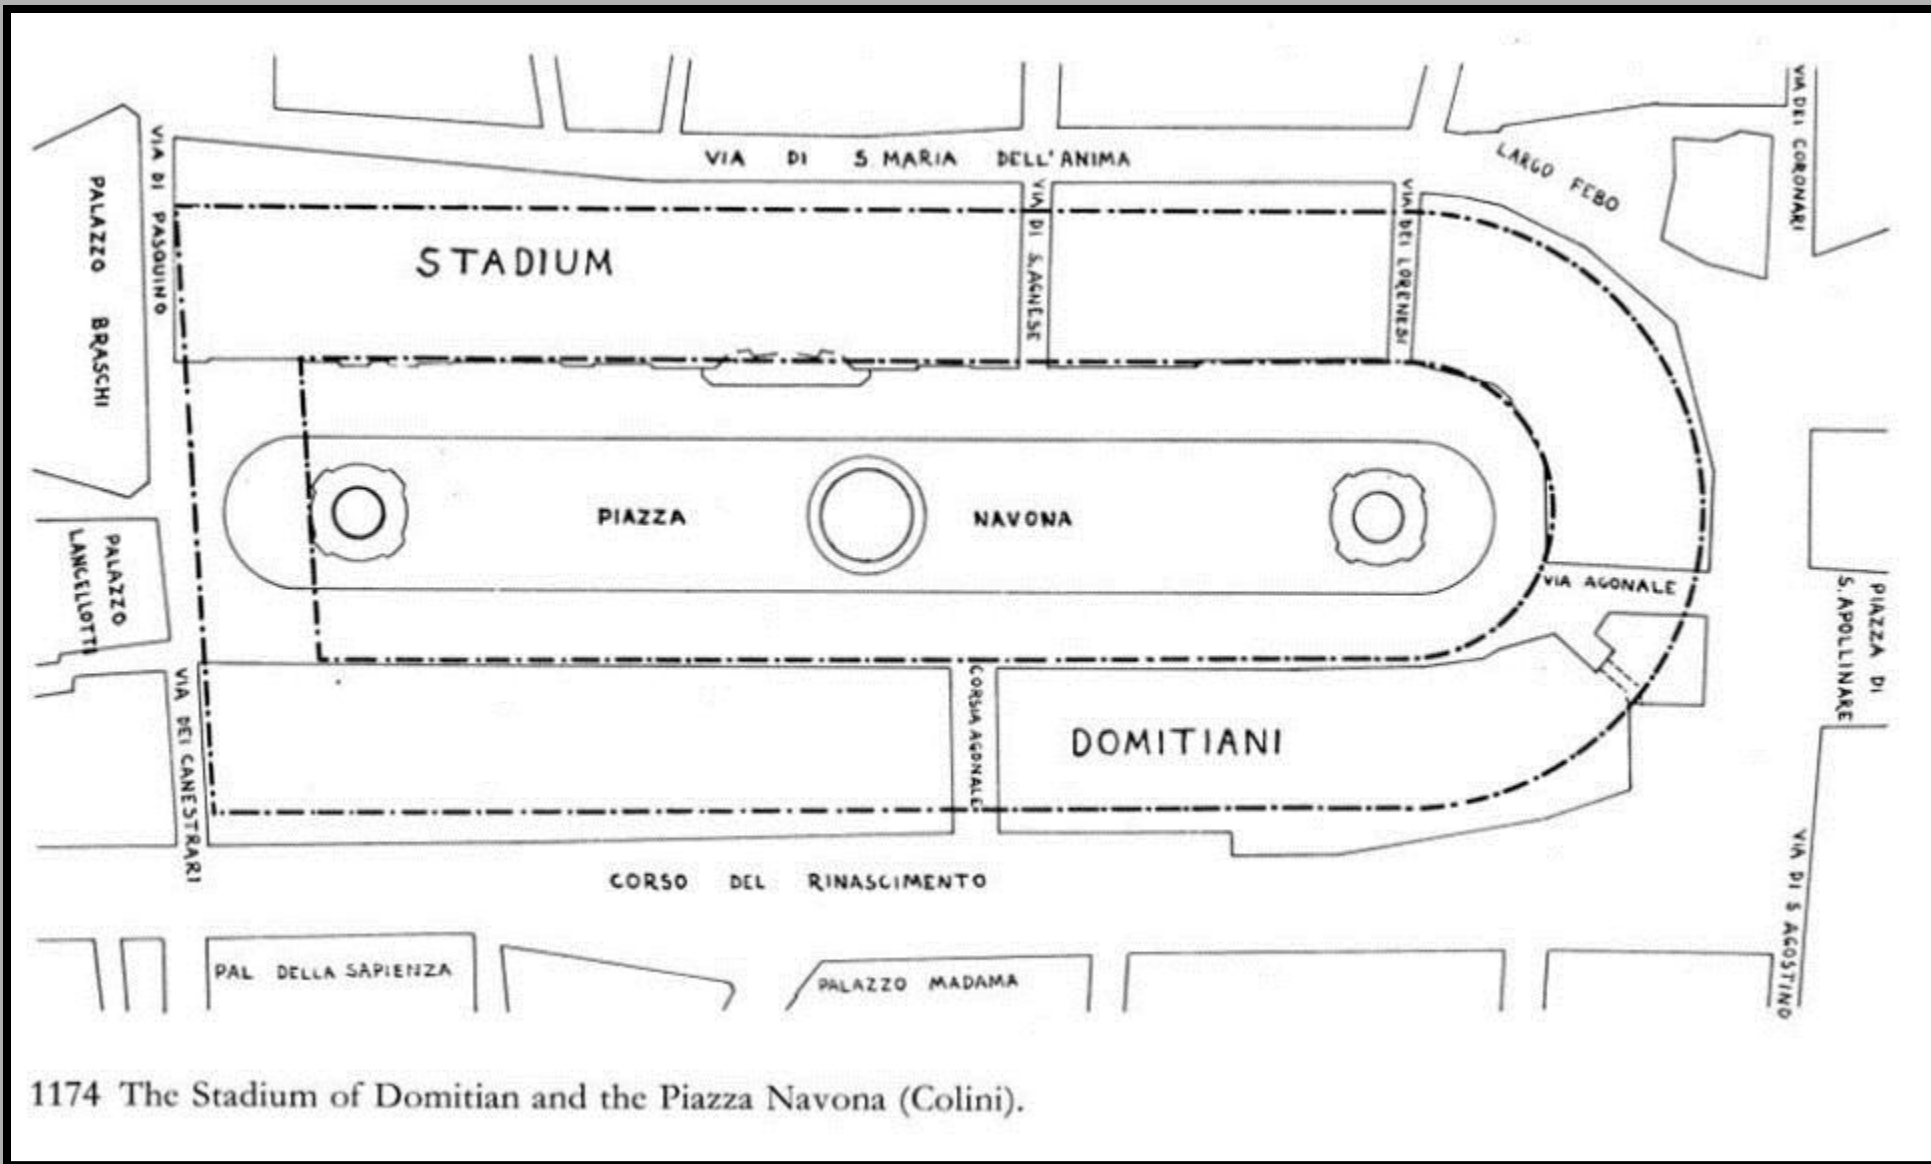 VIA DEI CORONARI
VIA DI PASQUINO
VIA DI S. MARIA DELL'ANIMA
LARGO FEBO
PALAZZO BRASCHI
STADIUM
VIA DI S. AGNESE
VIA DEI LORENESI
PIAZZA NAVONA
PALAZZO
LANCELLOTTI
VIA AGONALE
PIAZZA DI
S. APOLLINARE
VIA DEI CANESTRARI
CORSIA AGONALE
DOMITIANI
CORSO DEL RINASCIMENTO
VIA DI S AGOSTINO
PAL DELLA SAPIENZA
PALAZZO MADAMA
1174 The Stadium of Domitian and the Piazza Navona (Colini).